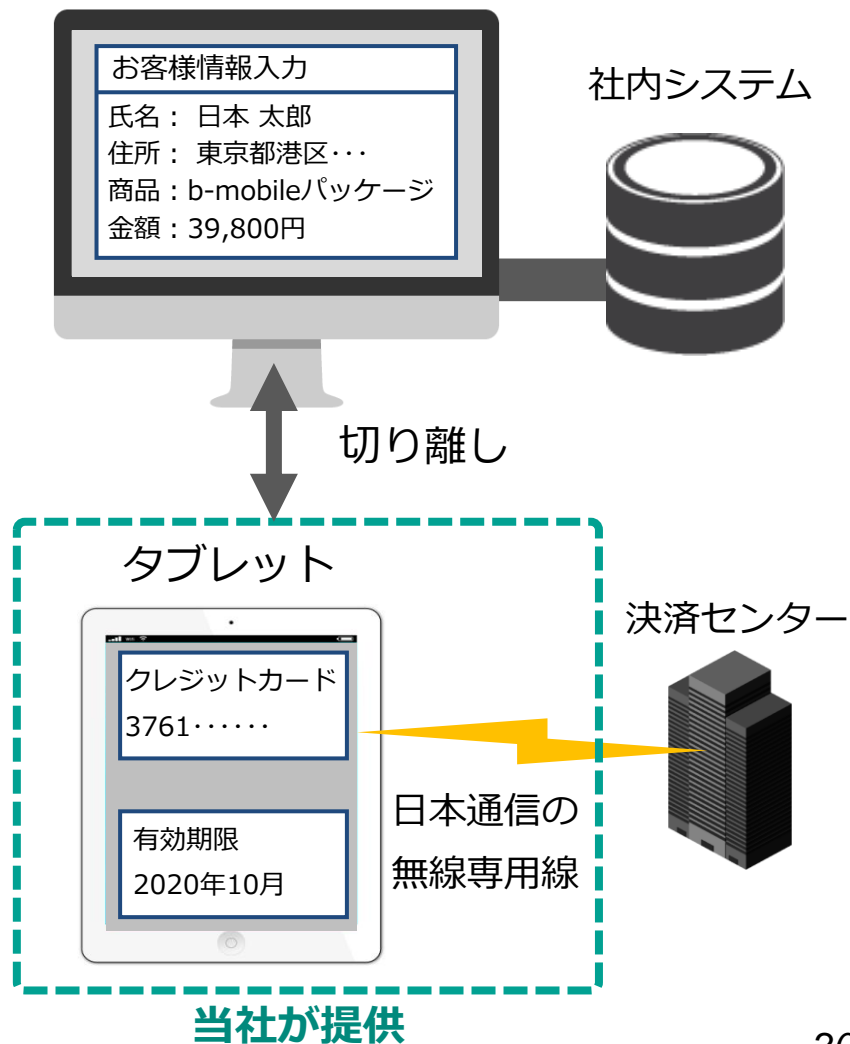 お客様情報入力
氏名： 日本 太郎
住所： 東京都港区･･･
商品：b-mobileパッケージ
金額：39,800円
社内システム
切り離し
タブレット
クレジットカード
3761･･････
有効期限
2020年10月
決済センター
日本通信の
無線専用線
当社が提供